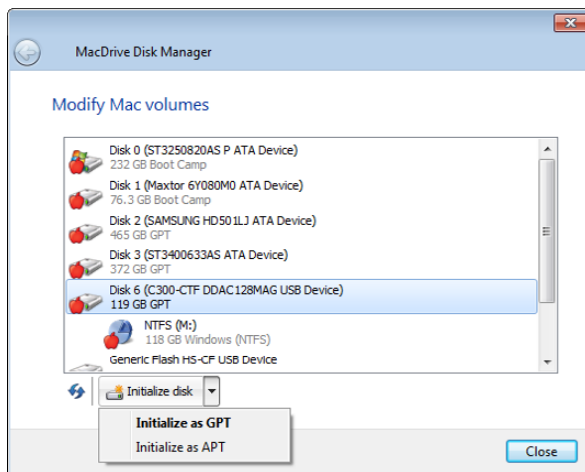 MacDrive Disk Manager
Modify Mac volumes
Disk 0 (ST3250820AS P ATA Device)
232 GB Boot Camp
Disk 1 (Maxtor 6Y080M0 ATA Device)
76.3 GB Boot Camp
Disk 2 (SAMSUNG HD501LJ ATA Device)
465 GB GPT
Disk 3 (ST3400633AS ATA Device)
372 GB GPT
Disk 6 (C300-CTF DDAC128MAG USB Device)
119 GB GPT
NTFS (M:)
118 GB Windows (NTFS)
Generic Flash HS-CF USB Device
Initialize disk
Initialize as GPT
Initialize as APT
Close